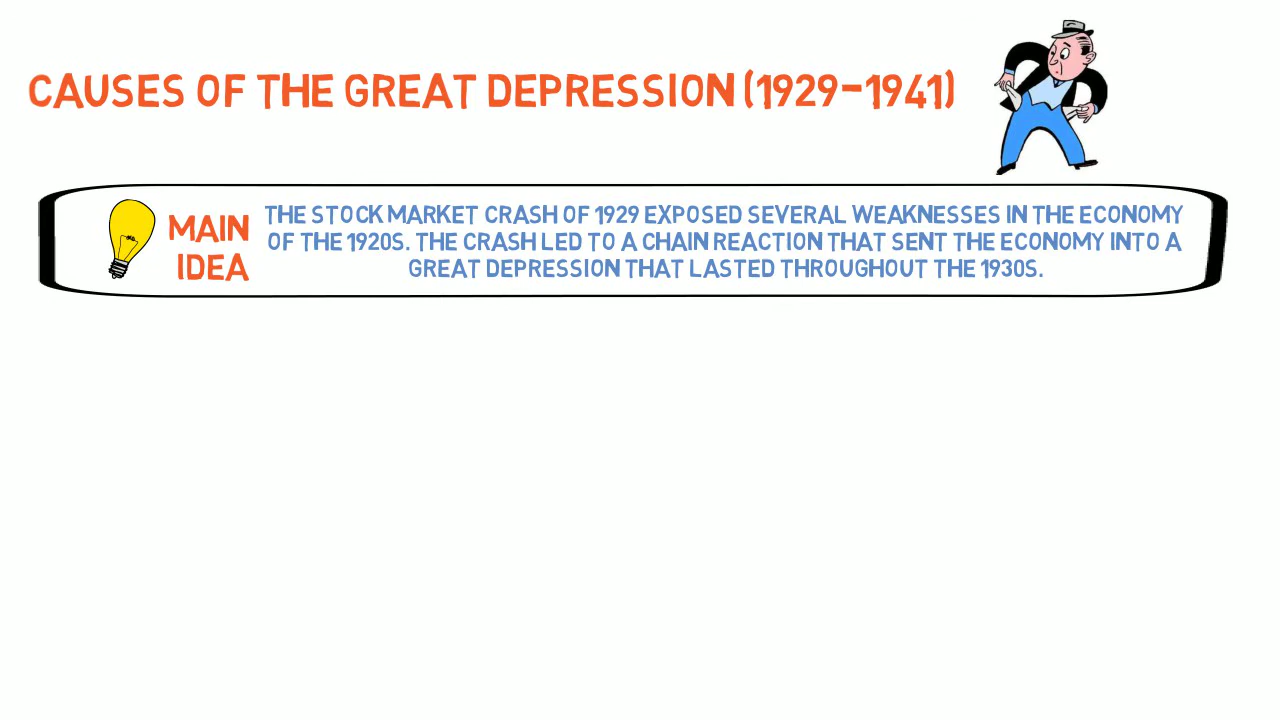 CAUSES OF THE GREAT DEPRESSION (1929-1941)
MAIN IDEA
THE STOCK MARKET CRASH OF 1929 EXPOSED SEVERAL WEAKNESSES IN THE ECONOMY
OF THE 1920S. THE CRASH LED TO A CHAIN REACTION THAT SENT THE ECONOMY INTO A
GREAT DEPRESSION THAT LASTED THROUGHOUT THE 1930S.